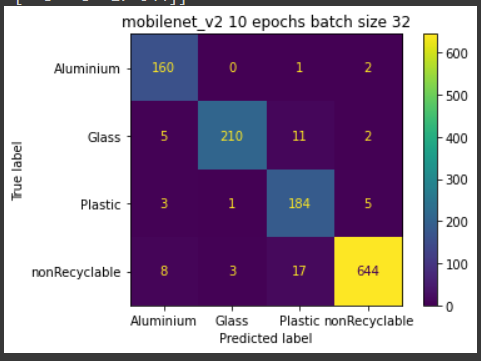 mobilenet_v2 10 epochs batch size 32
600
500
400
300
200
100
0
True label
Aluminium 160 0 1 2
Glass 5 210 11 2
Plastic 3 1 184 5
nonRecyclable 8 3 17 644
Aluminium Glass Plastic nonRecyclable
Predicted label